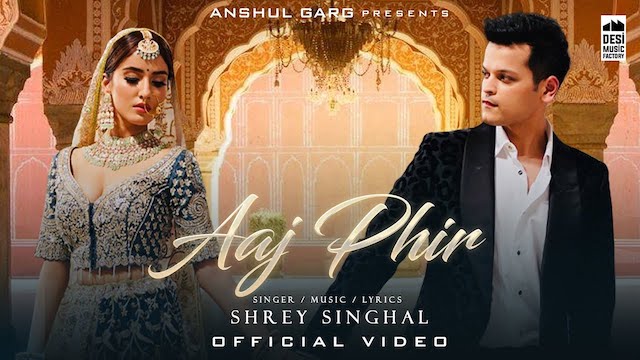 ANSHUL GARG PRESENTS
DESI
MUSIC
FACTORY
Aaj Phir
SINGER / MUSIC / LYRICS
SHREY SINGHAL
OFFICIAL VIDEO